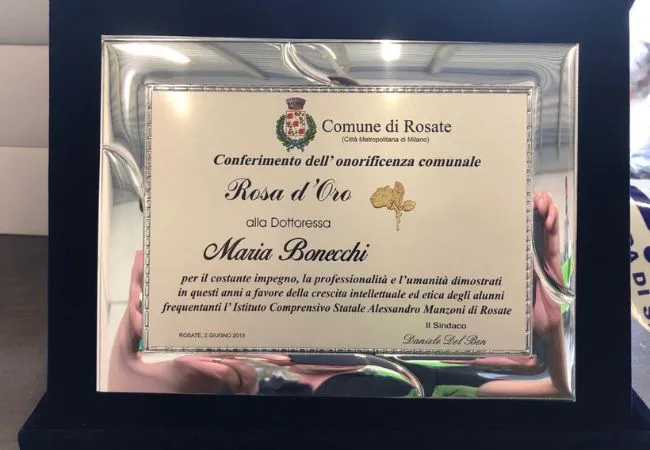 Comune di Rosate
(Città Metropolitana di Milano)
Conferimento dell'onorificenza comunale
Rosa d'Oro
alla Dottoressa
Maria Bonecchi
per il costante impegno, la professionalità e l'umanità dimostrati
in questi anni a favore della crescita intellettuale ed etica degli alunni
frequentanti l'Istituto Comprensivo Statale Alessandro Manzoni di Rosate
Il Sindaco
ROSATE, 2 GIUGNO 2019
Daniele Del Ben